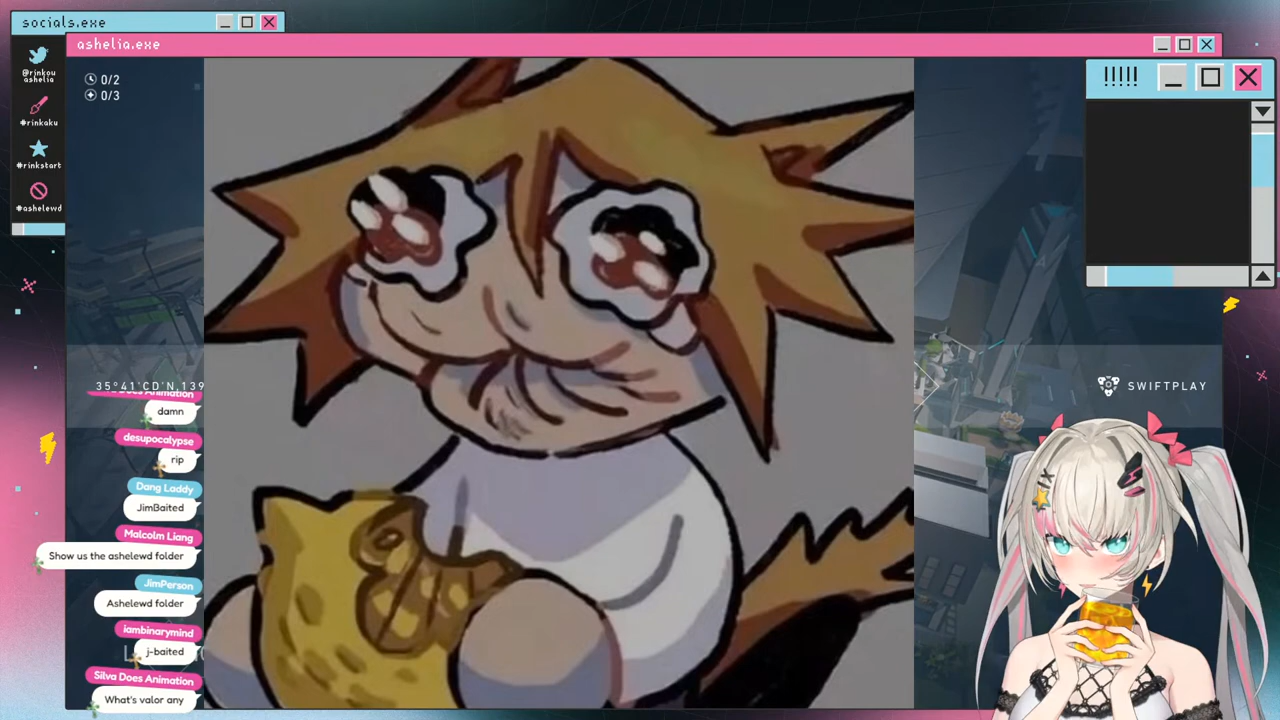 socials.exe
ashelia.exe
@rinkou
ashelia
#rinkaku
#rinkstart
#ashelewd
0/2
0/3
!!!!!
35°41'CD'N,139
SWIFTPLAY
Does Animation
damn
desupocalypse
rip
Dang Laddy
JimBaited
Malcolm Liang
Show us the ashelewd folder
JimPerson
Ashelewd folder
iambinarymind
j-baited
Silva Does Animation
What's valor any